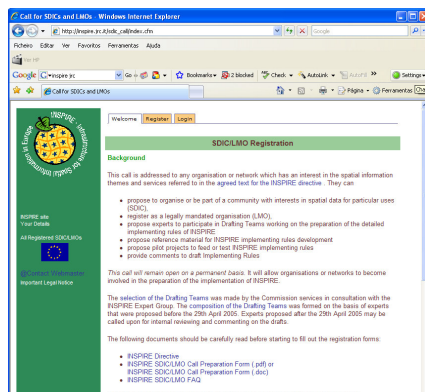 Call for SDICs and LMOs - Windows Internet Explorer
http://inspire.jrc.it/sdic_call/index.cfm
Google
Ficheiro Editar Ver Favoritos Ferramentas Ajuda
Google inspire jrc Go Bookmarks 2 blocked Check AutoLink AutoFill Settings
Call for SDICs and LMOs Página Ferramentas
INSPIRE
Infrastructure for Spatial Information in Europe
Welcome Register Login
SDIC/LMO Registration
Background
This call is addressed to any organisation or network which has an interest in the spatial information
themes and services referred to in the agreed text for the INSPIRE directive . They can
propose to organise or be part of a community with interests in spatial data for particular uses
(SDIC),
register as a legally mandated organisation (LMO),
propose experts to participate in Drafting Teams working on the preparation of the detailed
implementing rules of INSPIRE
propose reference material for INSPIRE implementing rules development
propose pilot projects to feed or test INSPIRE implementing rules
provide comments to draft Implementing Rules
INSPIRE site
Your Details
All Registered SDIC/LMOs
@Contact Webmaster
Important Legal Notice
This call will remain open on a permanent basis. It will allow organisations or networks to become
involved in the preparation of the implementation of INSPIRE.
The selection of the Drafting Teams was made by the Commission services in consultation with the
INSPIRE Expert Group. The composition of the Drafting Teams was formed on the basis of experts
that were proposed before the 29th April 2005. Experts proposed after the 29th April 2005 may be
called upon for internal reviewing and commenting on the drafts.
The following documents should be carefully read before starting to fill out the registration forms:
INSPIRE Directive
INSPIRE SDIC/LMO Call Preparation Form (.pdf) or
INSPIRE SDIC/LMO Call Preparation Form (.doc)
INSPIRE SDIC/LMO FAQ